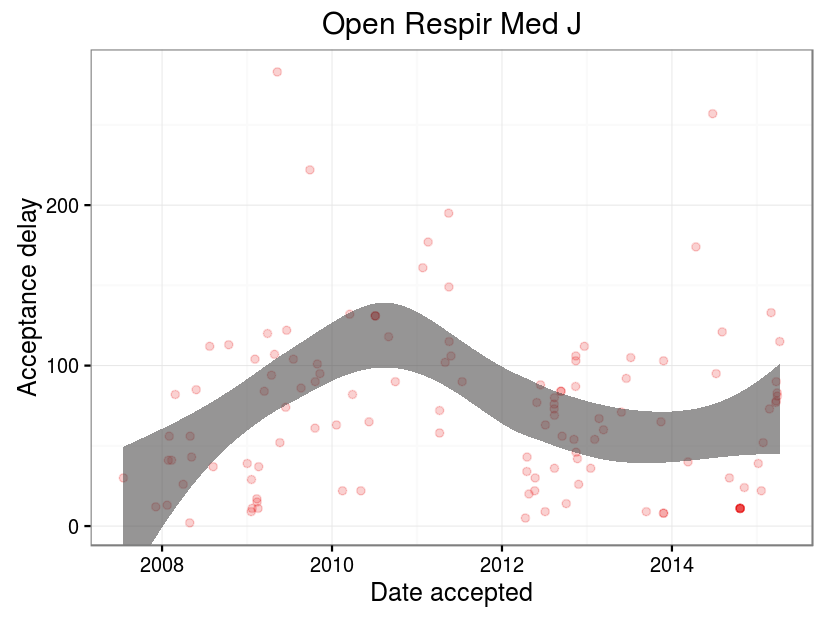 Open Respir Med J
Acceptance delay
200
100
0
2008 2010 2012 2014
Date accepted